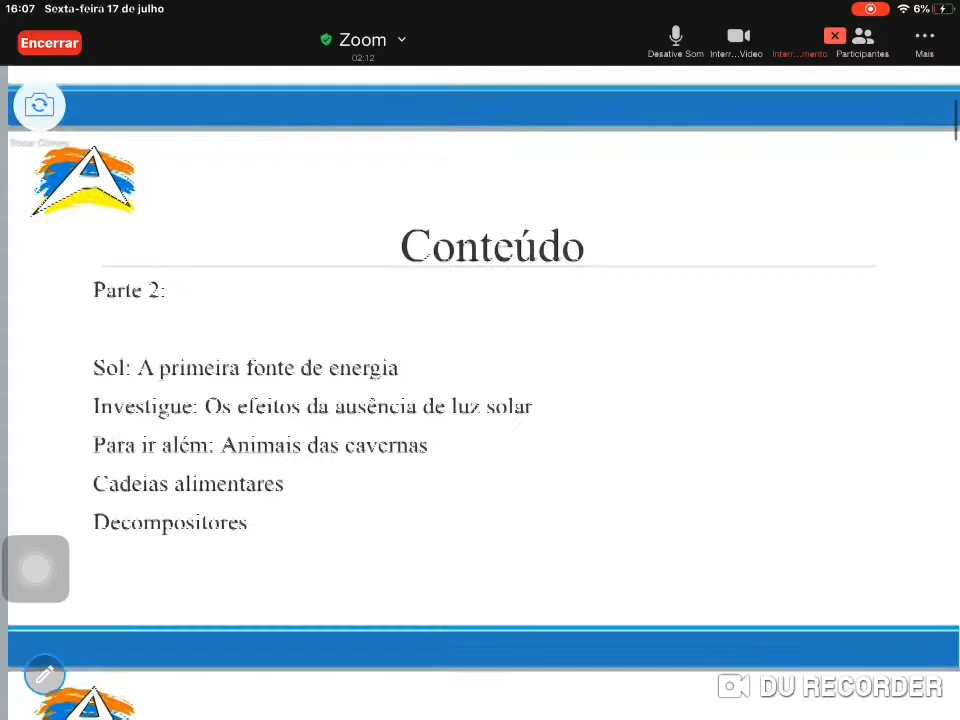 16:07 Sexta-feira 17 de julho
6%
Encerrar
Zoom
02:12
Desative Som
Interr...Vídeo
Interr...mento
Participantes
Mais
Trocar Câmera
Conteúdo
Parte 2:
Sol: A primeira fonte de energia
Investigue: Os efeitos da ausência de luz solar
Para ir além: Animais das cavernas
Cadeias alimentares
Decompositores
DU RECORDER